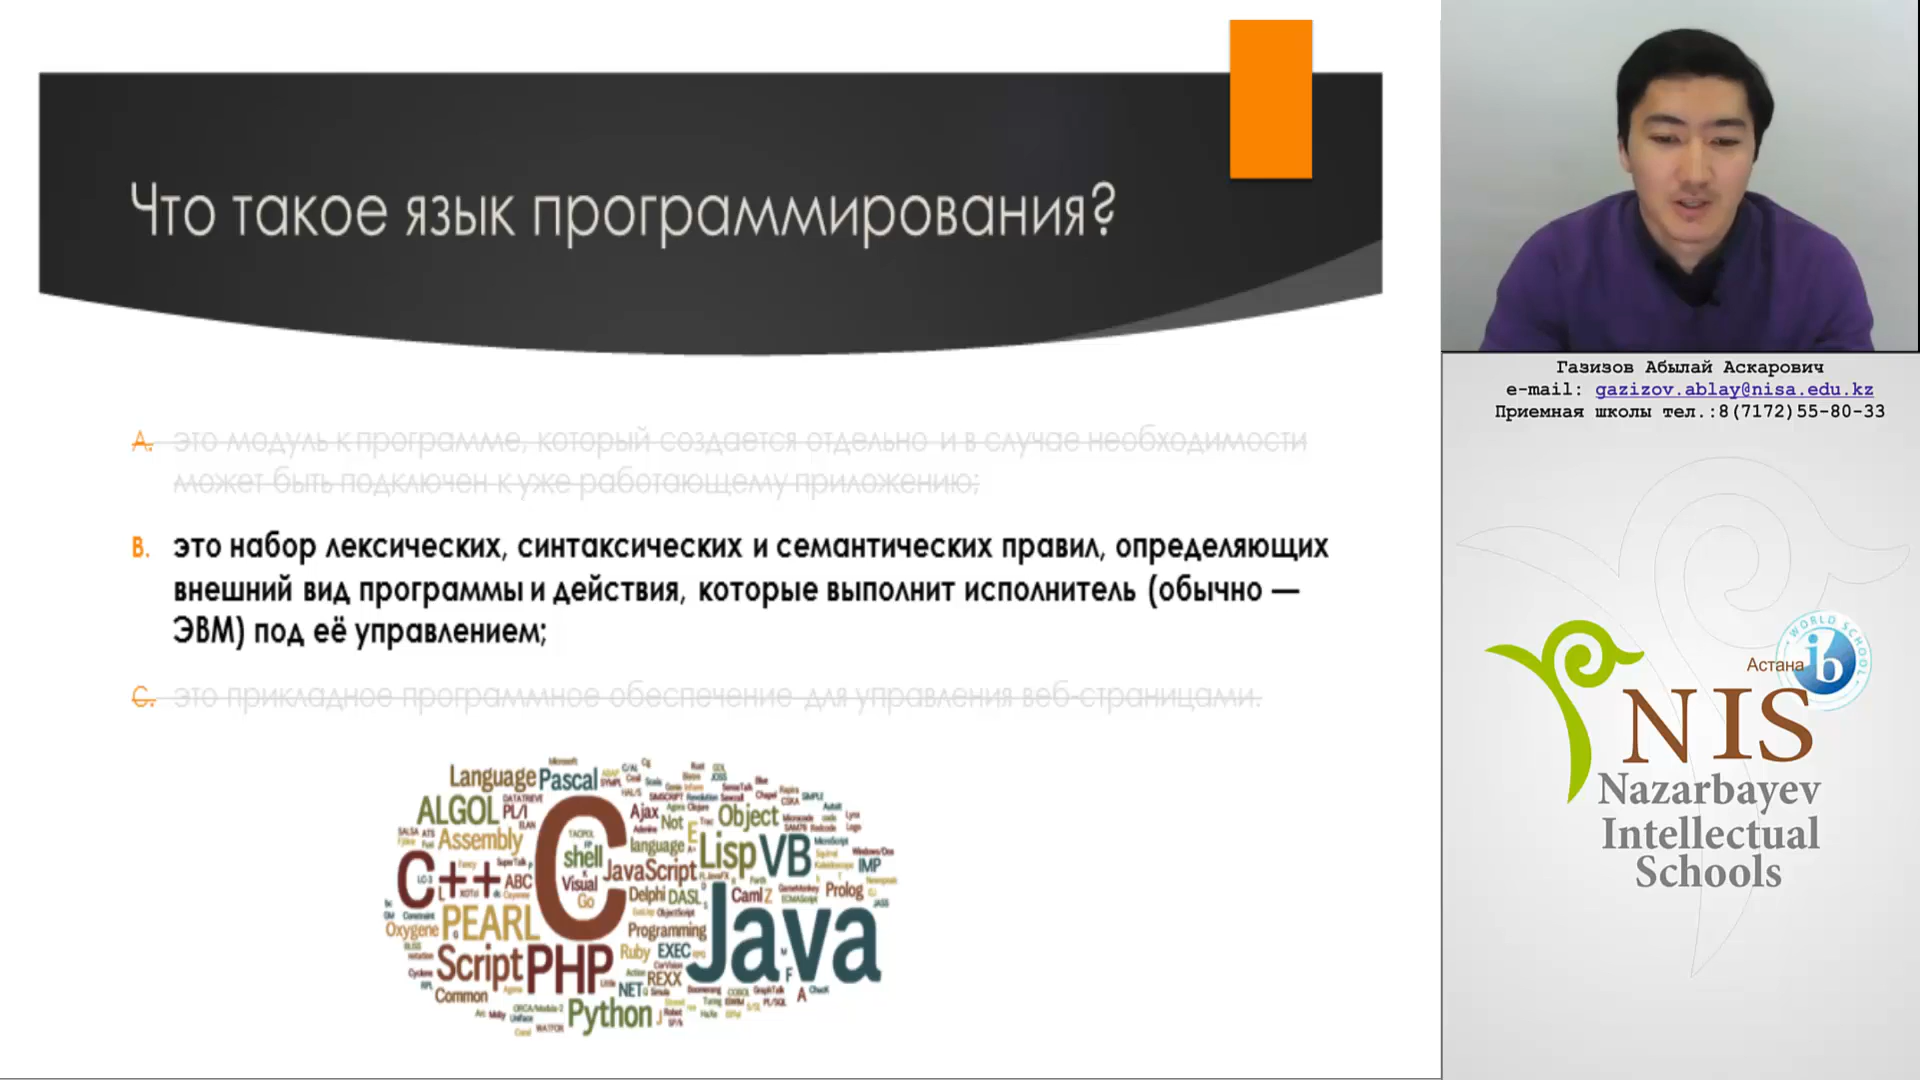 Что такое язык программирования?
A. это модуль к программе, который создается отдельно и в случае необходимости
может быть подключен к уже работающему приложению;
B. это набор лексических, синтаксических и семантических правил, определяющих
внешний вид программы и действия, которые выполнит исполнитель (обычно —
ЭВМ) под её управлением;
C. это прикладное программное обеспечение для управления веб-страницами.
Language Pascal
ALGOL PL/I
Ajax Not Object
Assembly
shell
language
Lisp VB
C++ ABC C
Visual
JavaScript
IMP
Go
Delphi DASL
Caml Z
Prolog
Oxygene PEARL
Programming
Java
Script PHP
Ruby EXEC
REXX
Common
NET
Python
Газизов Абылай Аскарович
e-mail: gazizov.ablay@nisa.edu.kz
Приемная школы тел.:8(7172)55-80-33
WORLD SCHOOL
Астана ib
NIS
Nazarbayev
Intellectual
Schools